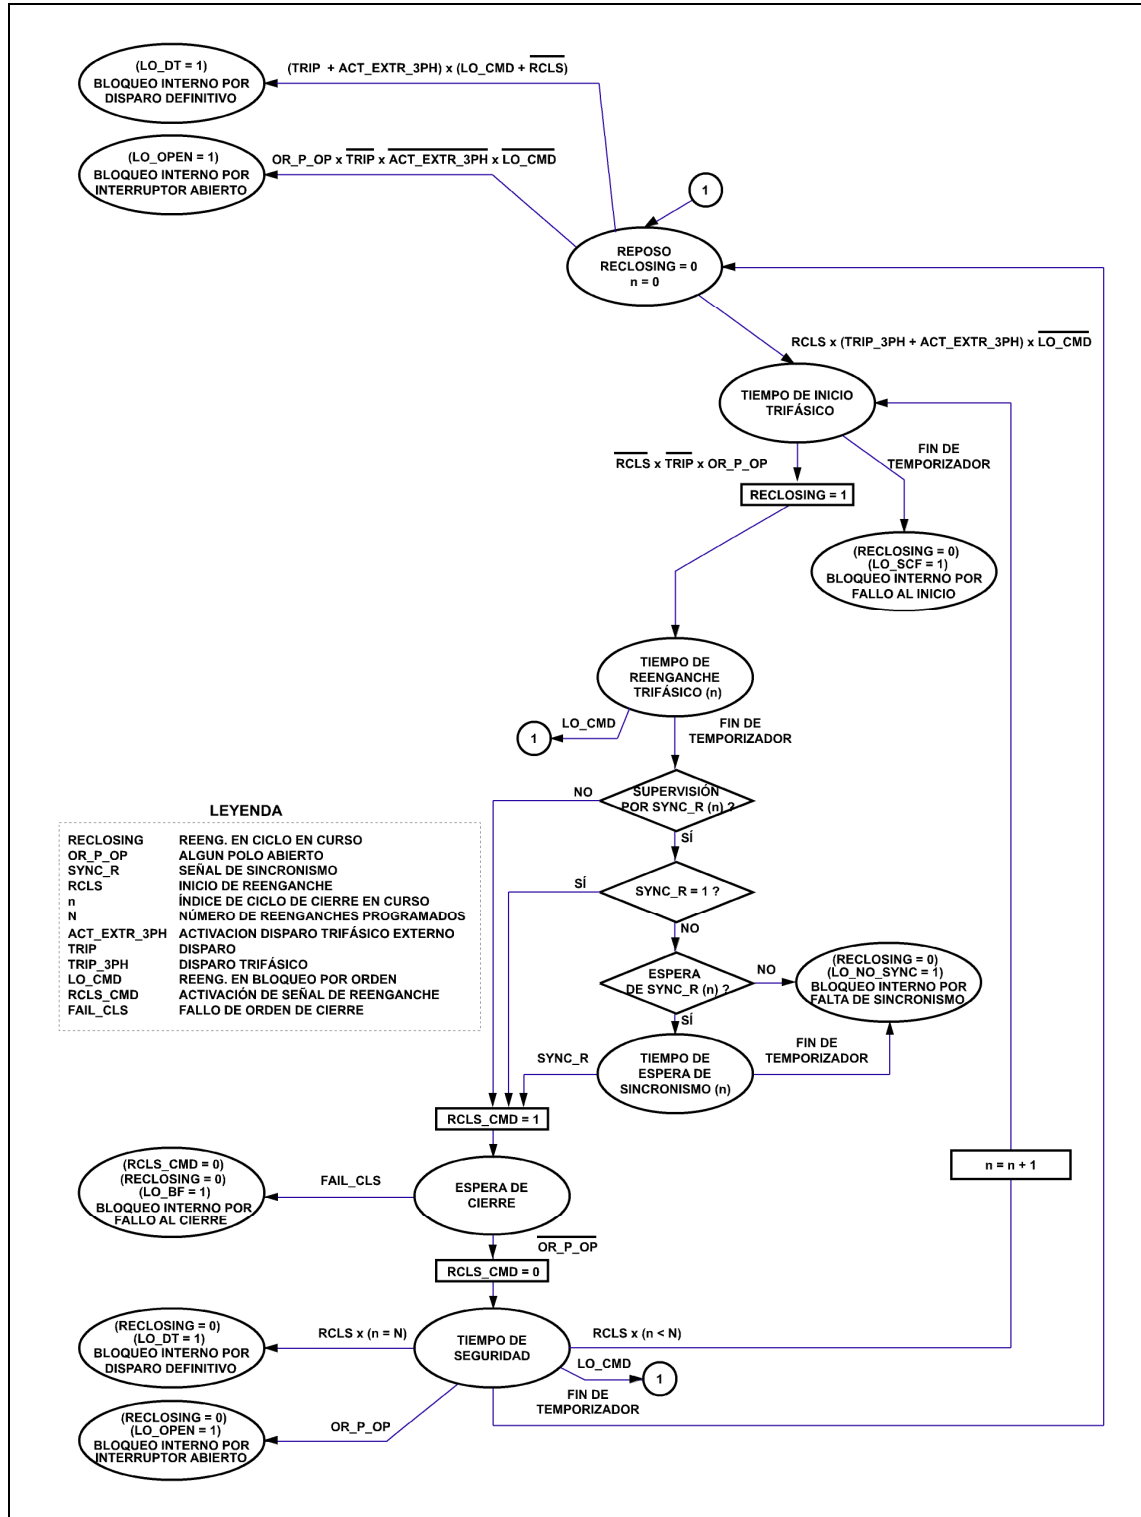 (LO_DT = 1)
BLOQUEO INTERNO POR
DISPARO DEFINITIVO
(TRIP + ACT_EXTR_3PH) x (LO_CMD + R̅C̅L̅S̅)
(LO_OPEN = 1)
BLOQUEO INTERNO POR
INTERRUPTOR ABIERTO
OR_P_OP x T̅R̅I̅P̅ x A̅C̅T̅_̅E̅X̅T̅R̅_̅3̅P̅H̅ x L̅O̅_̅C̅M̅D̅
1
REPOSO
RECLOSING = 0
n = 0
RCLS x (TRIP_3PH + ACT_EXTR_3PH) x L̅O̅_̅C̅M̅D̅
TIEMPO DE INICIO
TRIFÁSICO
R̅C̅L̅S̅ x T̅R̅I̅P̅ x OR_P_OP
FIN DE
TEMPORIZADOR
RECLOSING = 1
(RECLOSING = 0)
(LO_SCF = 1)
BLOQUEO INTERNO POR
FALLO AL INICIO
TIEMPO DE
REENGANCHE
TRIFÁSICO (n)
LO_CMD
1
FIN DE
TEMPORIZADOR
NO
SUPERVISIÓN
POR SYNC_R (n) ?
SÍ
SÍ
SYNC_R = 1 ?
NO
ESPERA
DE SYNC_R (n) ?
NO
(RECLOSING = 0)
(LO_NO_SYNC = 1)
BLOQUEO INTERNO POR
FALTA DE SINCRONISMO
SÍ
SYNC_R
TIEMPO DE
ESPERA DE
SINCRONISMO (n)
FIN DE
TEMPORIZADOR
LEYENDA
RECLOSING REENG. EN CICLO EN CURSO
OR_P_OP ALGUN POLO ABIERTO
SYNC_R SEÑAL DE SINCRONISMO
RCLS INICIO DE REENGANCHE
n ÍNDICE DE CICLO DE CIERRE EN CURSO
N NÚMERO DE REENGANCHES PROGRAMADOS
ACT_EXTR_3PH ACTIVACION DISPARO TRIFÁSICO EXTERNO
TRIP DISPARO
TRIP_3PH DISPARO TRIFÁSICO
LO_CMD REENG. EN BLOQUEO POR ORDEN
RCLS_CMD ACTIVACIÓN DE SEÑAL DE REENGANCHE
FAIL_CLS FALLO DE ORDEN DE CIERRE
RCLS_CMD = 1
(RCLS_CMD = 0)
(RECLOSING = 0)
(LO_BF = 1)
BLOQUEO INTERNO POR
FALLO AL CIERRE
FAIL_CLS
ESPERA DE
CIERRE
n = n + 1
O̅R̅_̅P̅_̅O̅P̅
RCLS_CMD = 0
(RECLOSING = 0)
(LO_DT = 1)
BLOQUEO INTERNO POR
DISPARO DEFINITIVO
RCLS x (n = N)
TIEMPO DE
SEGURIDAD
RCLS x (n < N)
LO_CMD
1
FIN DE
TEMPORIZADOR
(RECLOSING = 0)
(LO_OPEN = 1)
BLOQUEO INTERNO POR
INTERRUPTOR ABIERTO
OR_P_OP